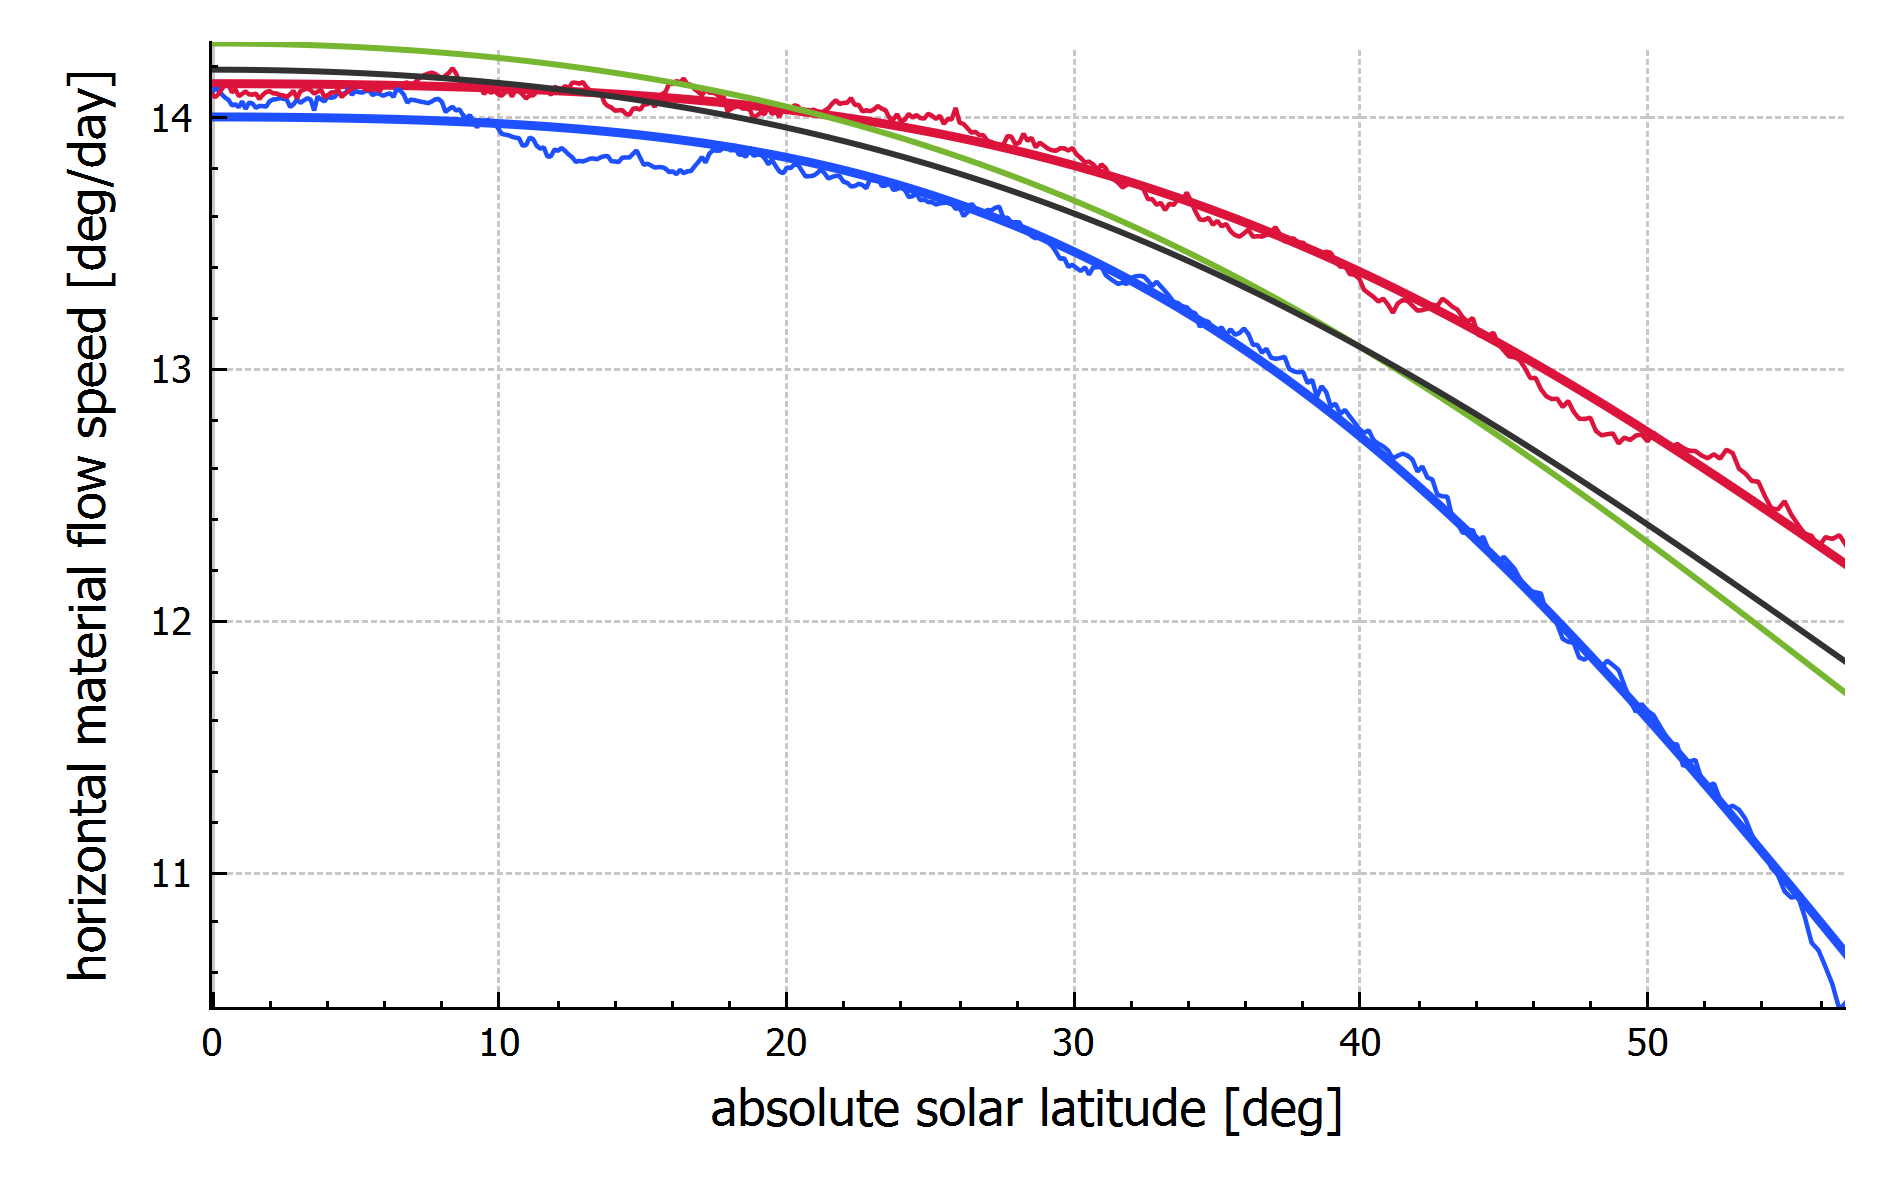 horizontal material flow speed [deg/day]
14
13
12
11
0 10 20 30 40 50
absolute solar latitude [deg]